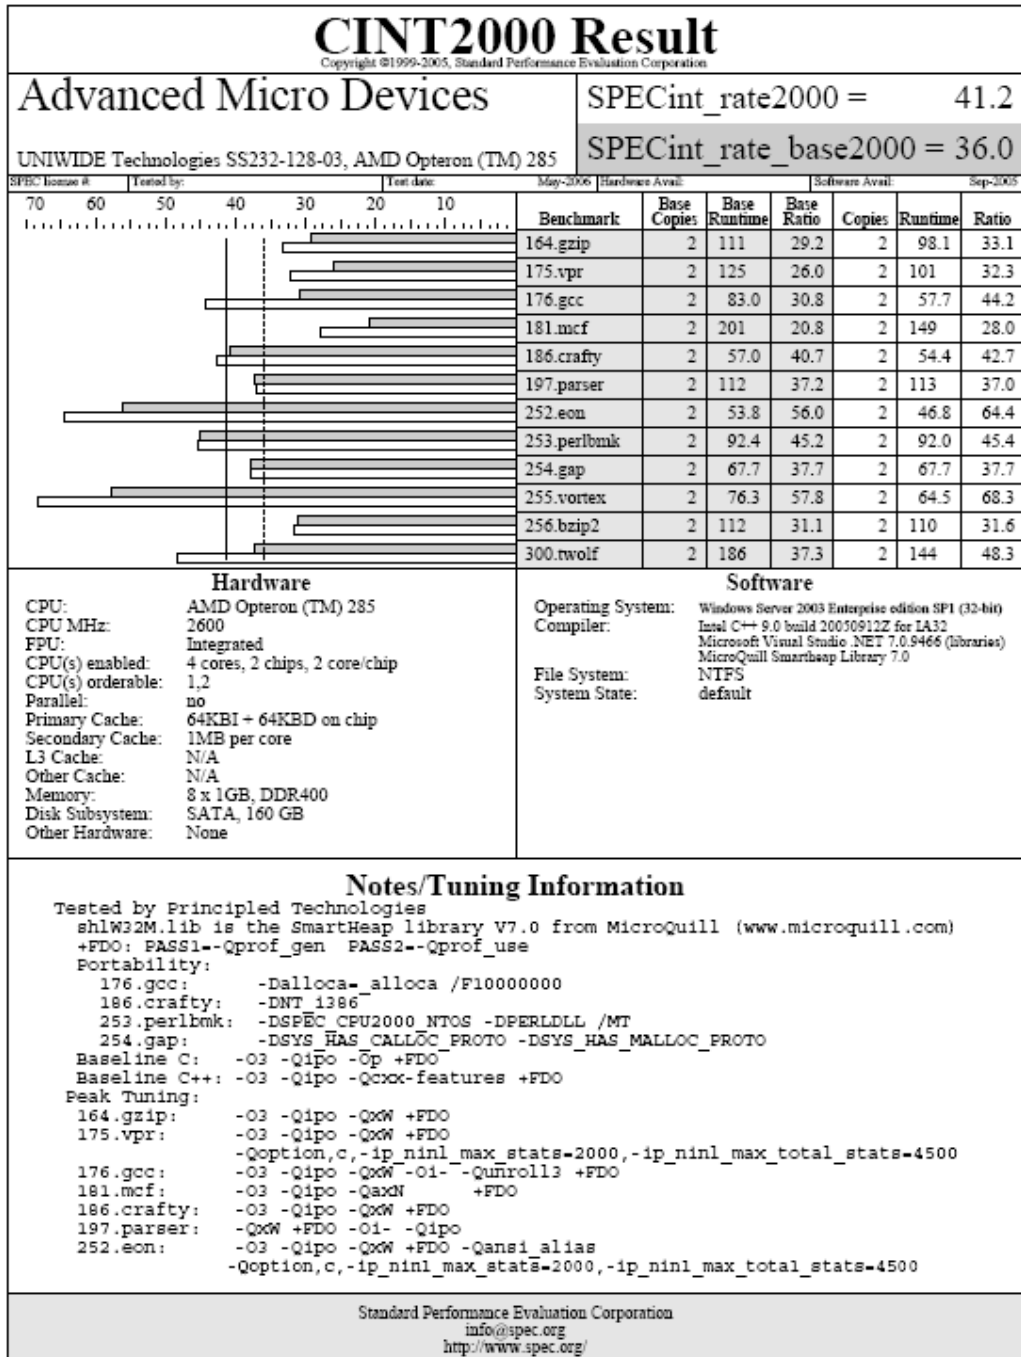 CINT2000 Result
Copyright ©1999-2005, Standard Performance Evaluation Corporation
Advanced Micro Devices
UNIWIDE Technologies SS232-128-03, AMD Opteron (TM) 285
SPECint_rate2000 = 41.2
SPECint_rate_base2000 = 36.0
SPEC license #: Tested by: Test date: May-2006 Hardware Avail: Software Avail: Sep-2005
70 60 50 40 30 20 10
Benchmark Base Copies Base Runtime Base Ratio Copies Runtime Ratio
164.gzip 2 111 29.2 2 98.1 33.1
175.vpr 2 125 26.0 2 101 32.3
176.gcc 2 83.0 30.8 2 57.7 44.2
181.mcf 2 201 20.8 2 149 28.0
186.crafty 2 57.0 40.7 2 54.4 42.7
197.parser 2 112 37.2 2 113 37.0
252.eon 2 53.8 56.0 2 46.8 64.4
253.perlbmk 2 92.4 45.2 2 92.0 45.4
254.gap 2 67.7 37.7 2 67.7 37.7
255.vortex 2 76.3 57.8 2 64.5 68.3
256.bzip2 2 112 31.1 2 110 31.6
300.twolf 2 186 37.3 2 144 48.3
Hardware
CPU: AMD Opteron (TM) 285
CPU MHz: 2600
FPU: Integrated
CPU(s) enabled: 4 cores, 2 chips, 2 core/chip
CPU(s) orderable: 1,2
Parallel: no
Primary Cache: 64KBI + 64KBD on chip
Secondary Cache: 1MB per core
L3 Cache: N/A
Other Cache: N/A
Memory: 8 x 1GB, DDR400
Disk Subsystem: SATA, 160 GB
Other Hardware: None
Software
Operating System: Windows Server 2003 Enterprise edition SP1 (32-bit)
Compiler: Intel C++ 9.0 build 20050912Z for IA32
Microsoft Visual Studio .NET 7.0.9466 (libraries)
MicroQuill Smartheap Library 7.0
File System: NTFS
System State: default
Notes/Tuning Information
Tested by Principled Technologies
shlW32M.lib is the SmartHeap library V7.0 from MicroQuill (www.microquill.com)
+FDO: PASS1=-Qprof_gen PASS2=-Qprof_use
Portability:
176.gcc: -Dalloca=_alloca /F10000000
186.crafty: -DNT_i386
253.perlbmk: -DSPEC_CPU2000_NTOS -DPERLDLL /MT
254.gap: -DSYS_HAS_CALLOC_PROTO -DSYS_HAS_MALLOC_PROTO
Baseline C: -O3 -Qipo -Op +FDO
Baseline C++: -O3 -Qipo -Qcxx-features +FDO
Peak Tuning:
164.gzip: -O3 -Qipo -QxW +FDO
175.vpr: -O3 -Qipo -QxW +FDO
-Qoption,c,-ip_ninl_max_stats=2000,-ip_ninl_max_total_stats=4500
176.gcc: -O3 -Qipo -QxW -Oi- -Qunroll3 +FDO
181.mcf: -O3 -Qipo -QaxN +FDO
186.crafty: -O3 -Qipo -QxW +FDO
197.parser: -QxW +FDO -Oi- -Qipo
252.eon: -O3 -Qipo -QxW +FDO -Qansi_alias
-Qoption,c,-ip_ninl_max_stats=2000,-ip_ninl_max_total_stats=4500
Standard Performance Evaluation Corporation
info@spec.org
http://www.spec.org/